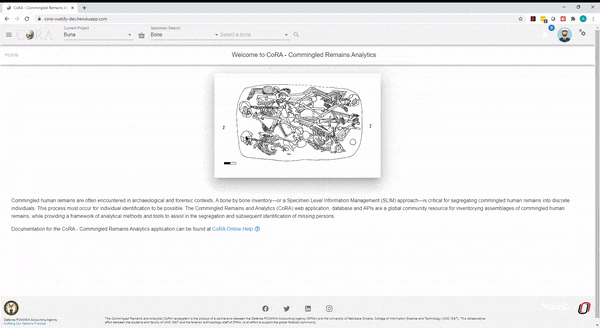 CoRA - Commingled Remains Analytics
cora-vuetify-dev.herokuapp.com
CoRA
Current Project
Buna
Specimen Search
Bone
Select a bone
Home
Welcome to CoRA - Commingled Remains Analytics
Commingled human remains are often encountered in archaeological and forensic contexts. A bone by bone inventory—or a Specimen Level Information Management (SLIM) approach—is critical for segregating commingled human remains into discrete
individuals. This process must occur for individual identification to be possible. The Commingled Remains and Analytics (CoRA) web application, database and APIs are a global community resource for inventorying assemblages of commingled human
remains, while providing a framework of analytical methods and tools to assist in the segregation and subsequent identification of missing persons.
Documentation for the CoRA - Commingled Remains Analytics application can be found at CoRA Online Help
Defense POW/MIA Accounting Agency
Fulfilling Our Nation's Promise
The Commingled Remains and Analytics (CoRA) ecosystem is the product of a partnership between the Defense POW/MIA Accounting Agency (DPAA) and the University of Nebraska Omaha, College of Information Science and Technology (UNO IS&T). This collaborative
effort between the students and faculty of UNO IS&T and the forensic anthropology staff of DPAA, is an effort at supporting the global forensic community.